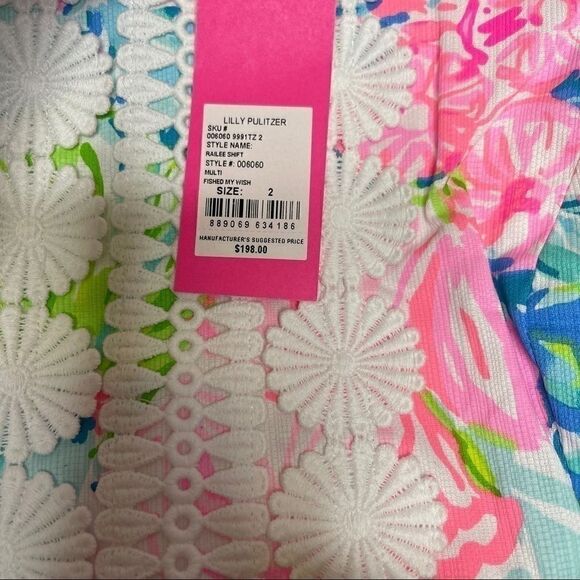 LILLY PULITZER
SKU #
006060 9991TZ 2
STYLE NAME:
RAILEE SHIFT
STYLE #: 006060
MULTI
FISHED MY WISH
SIZE: 2
889069 634186
MANUFACTURER'S SUGGESTED PRICE
$198.00